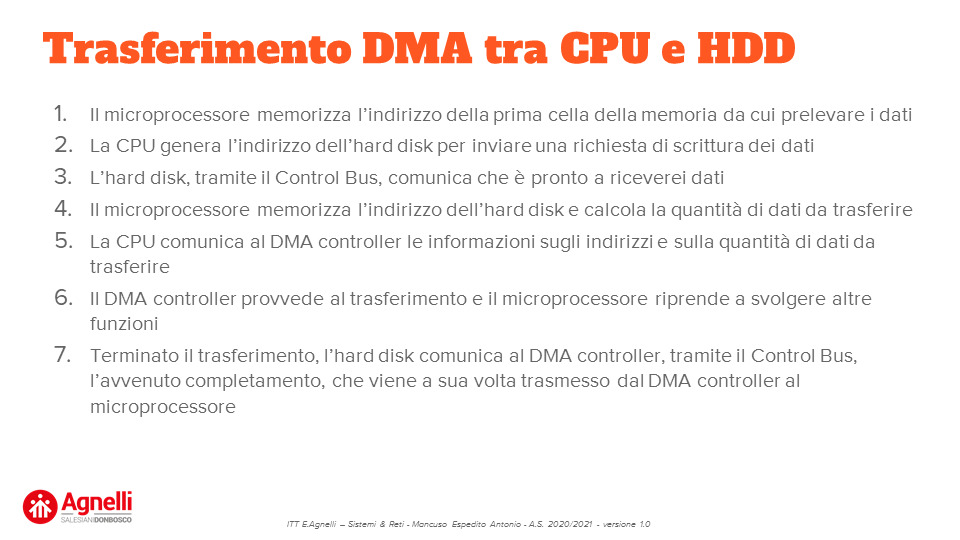 Trasferimento DMA tra CPU e HDD
1. Il microprocessore memorizza l'indirizzo della prima cella della memoria da cui prelevare i dati
2. La CPU genera l'indirizzo dell'hard disk per inviare una richiesta di scrittura dei dati
3. L'hard disk, tramite il Control Bus, comunica che è pronto a riceverei dati
4. Il microprocessore memorizza l'indirizzo dell'hard disk e calcola la quantità di dati da trasferire
5. La CPU comunica al DMA controller le informazioni sugli indirizzi e sulla quantità di dati da
trasferire
6. Il DMA controller provvede al trasferimento e il microprocessore riprende a svolgere altre
funzioni
7. Terminato il trasferimento, l'hard disk comunica al DMA controller, tramite il Control Bus,
l'avvenuto completamento, che viene a sua volta trasmesso dal DMA controller al
microprocessore
Agnelli
SALESIANIDONBOSCO
ITT E.Agnelli – Sistemi & Reti - Mancuso Espedito Antonio - A.S. 2020/2021 - versione 1.0